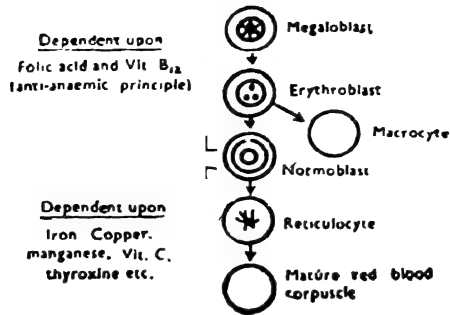 Dependent upon
Folic acid and Vit. B12
(anti-anaemic principle)
Megaloblast
Erythroblast
Macrocyte
Normoblast
Dependent upon
Iron Copper.
manganese, Vit. C,
thyroxine etc.
Reticulocyte
Mature red blood
corpuscle